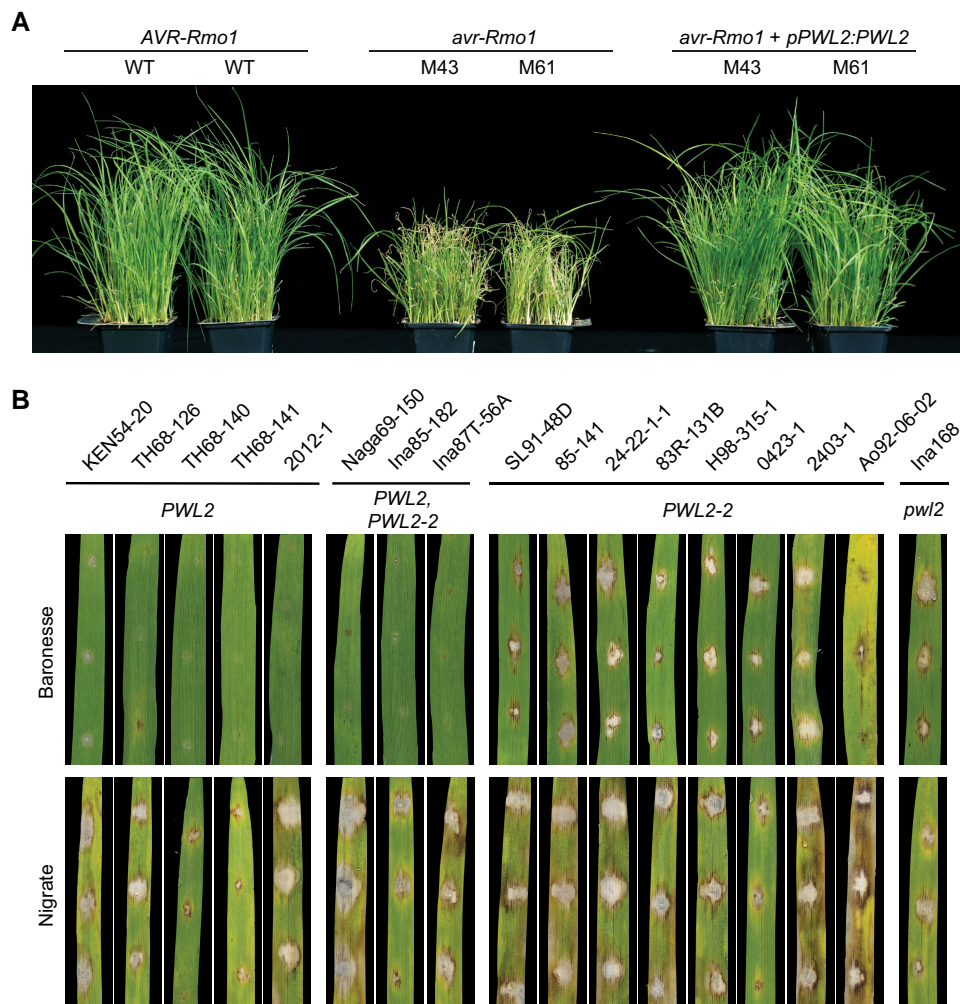 A
AVR-Rmo1 avr-Rmo1 avr-Rmo1 + pPWL2:PWL2
WT WT M43 M61 M43 M61
B
KEN54-20 TH68-126 TH68-140 TH68-141 2012-1 Naga69-150 Ina85-182 Ina87T-56A SL91-48D 85-141 24-22-1-1 83R-131B H98-315-1 0423-1 2403-1 Ao92-06-02 Ina168
PWL2 PWL2, PWL2-2 pwl2
PWL2-2
Baronesse
Nigrate